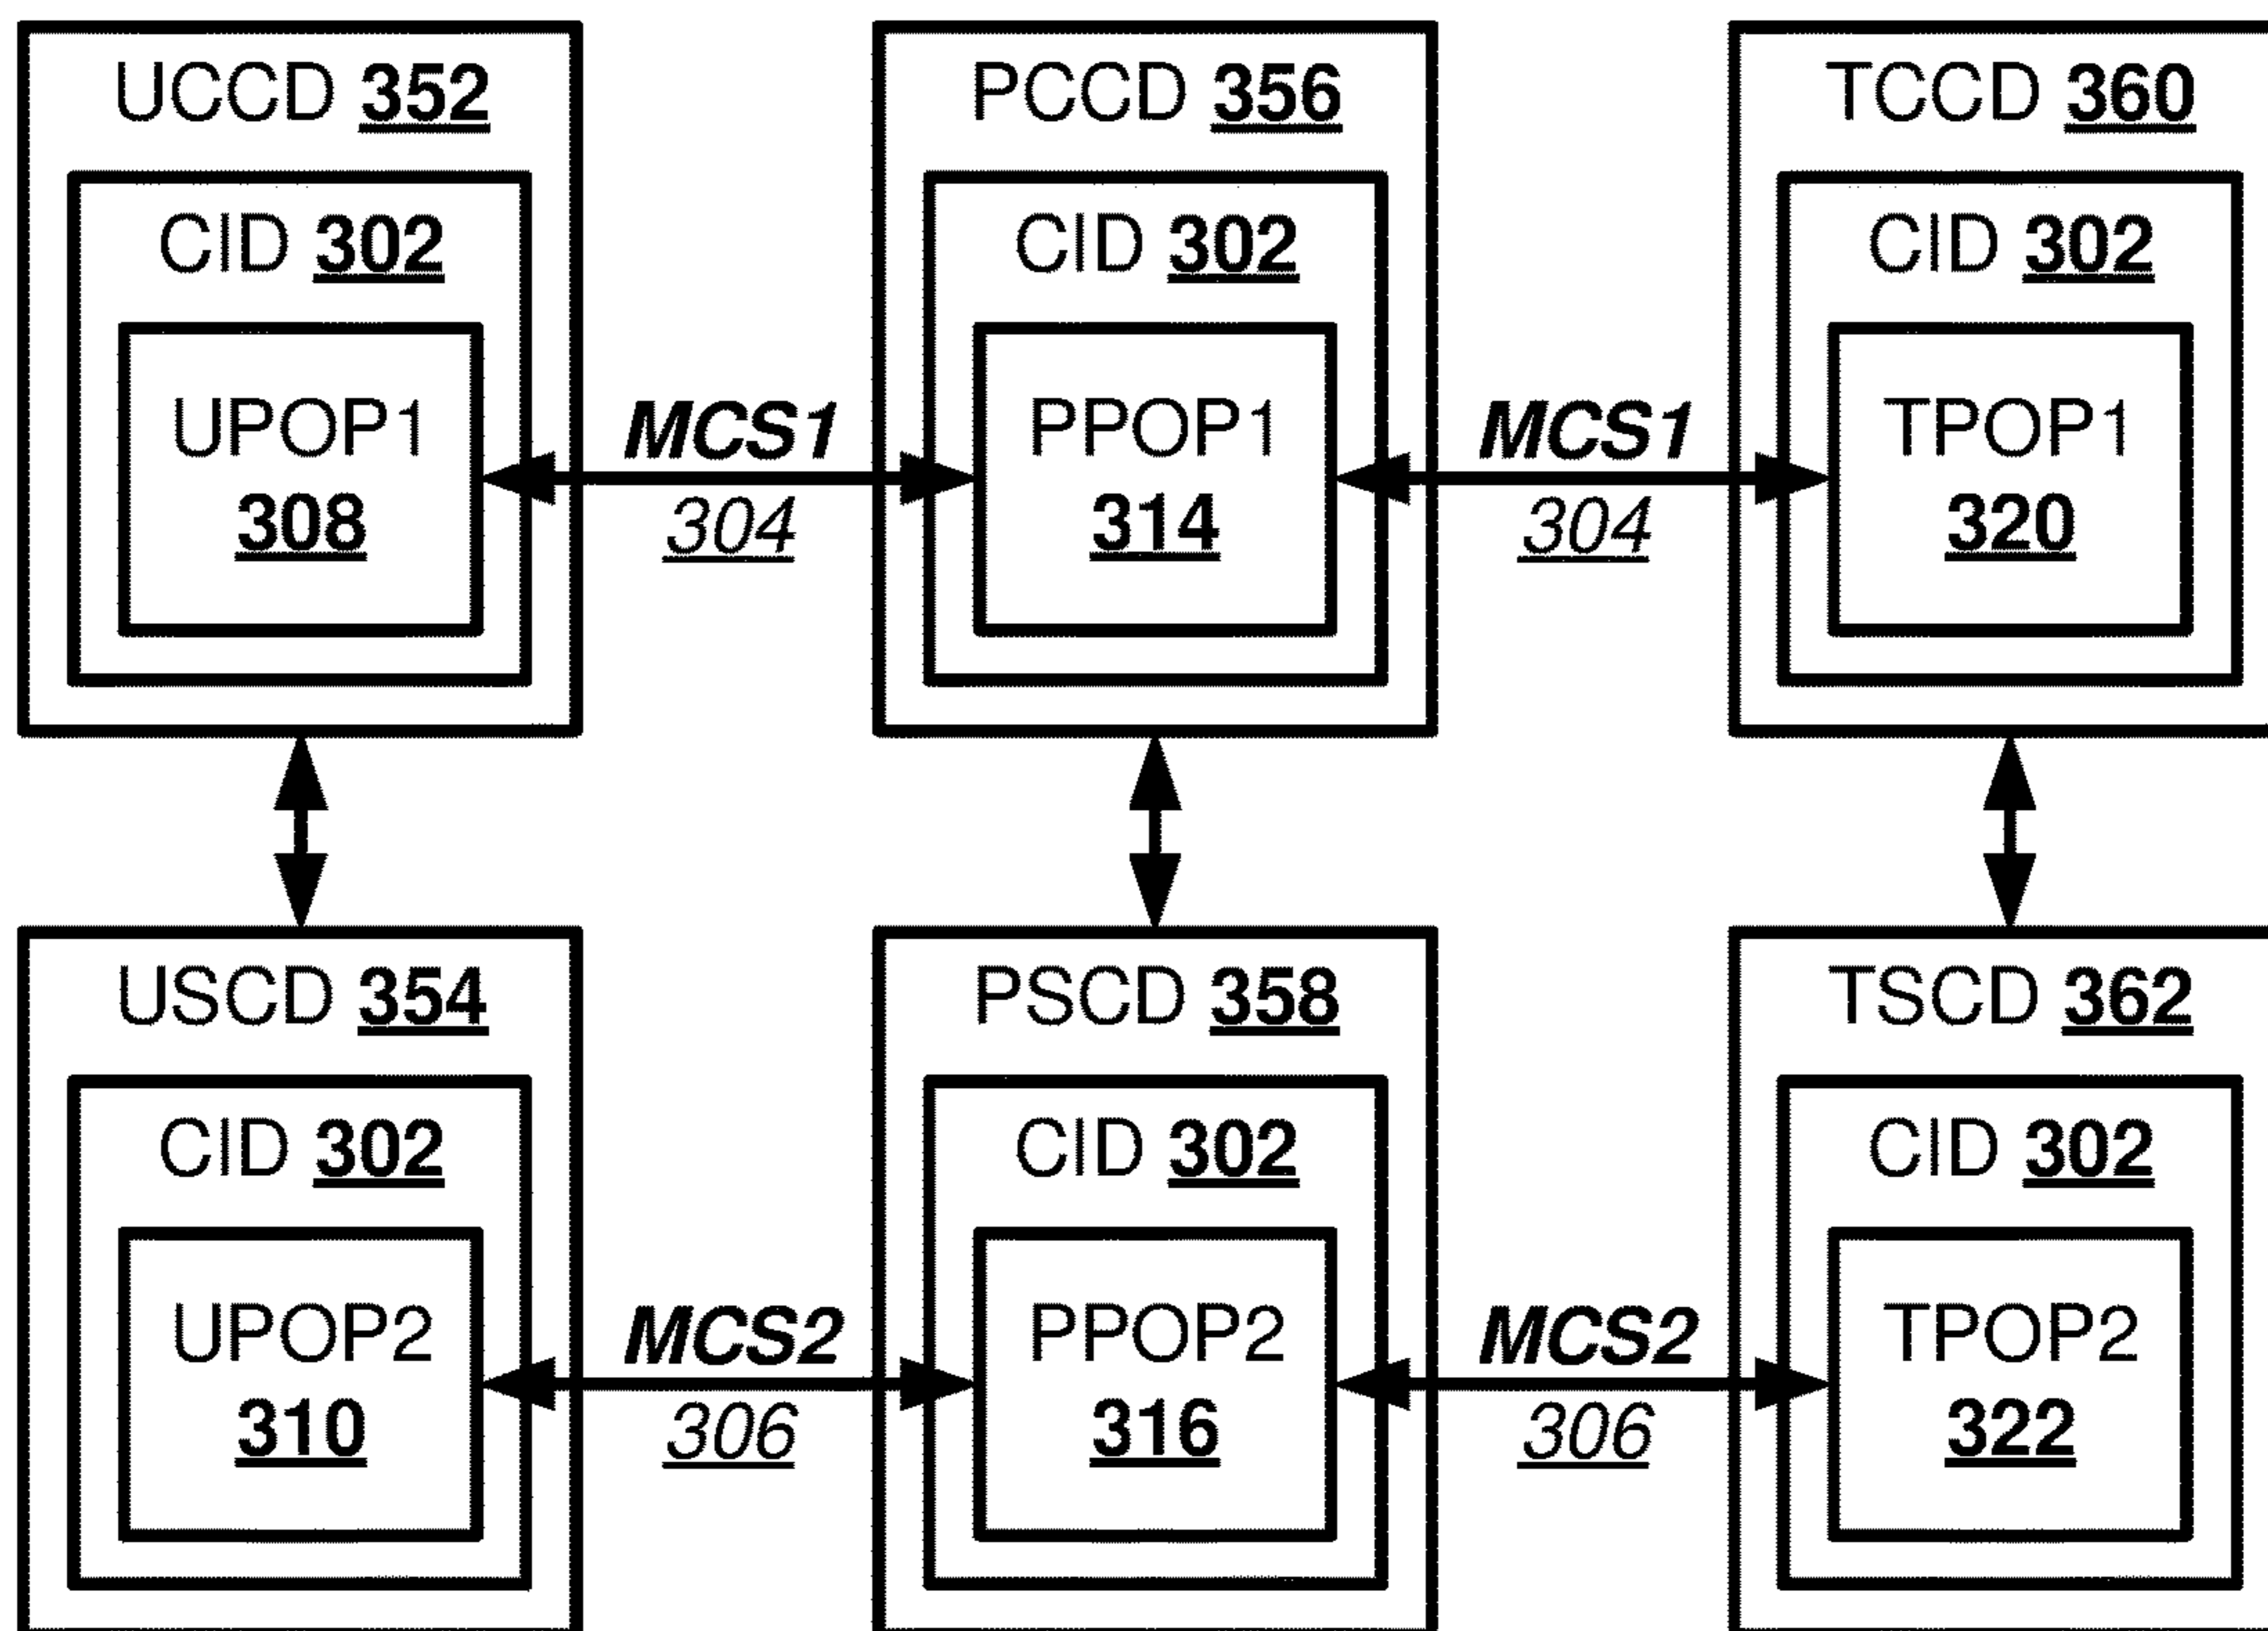 UCCD 352
PCCD 356
TCCD 360
CID 302
CID 302
CID 302
UPOP1
308
MCS1
304
PPOP1
314
MCS1
304
TPOP1
320
USCD 354
PSCD 358
TSCD 362
CID 302
CID 302
CID 302
UPOP2
310
MCS2
306
PPOP2
316
MCS2
306
TPOP2
322